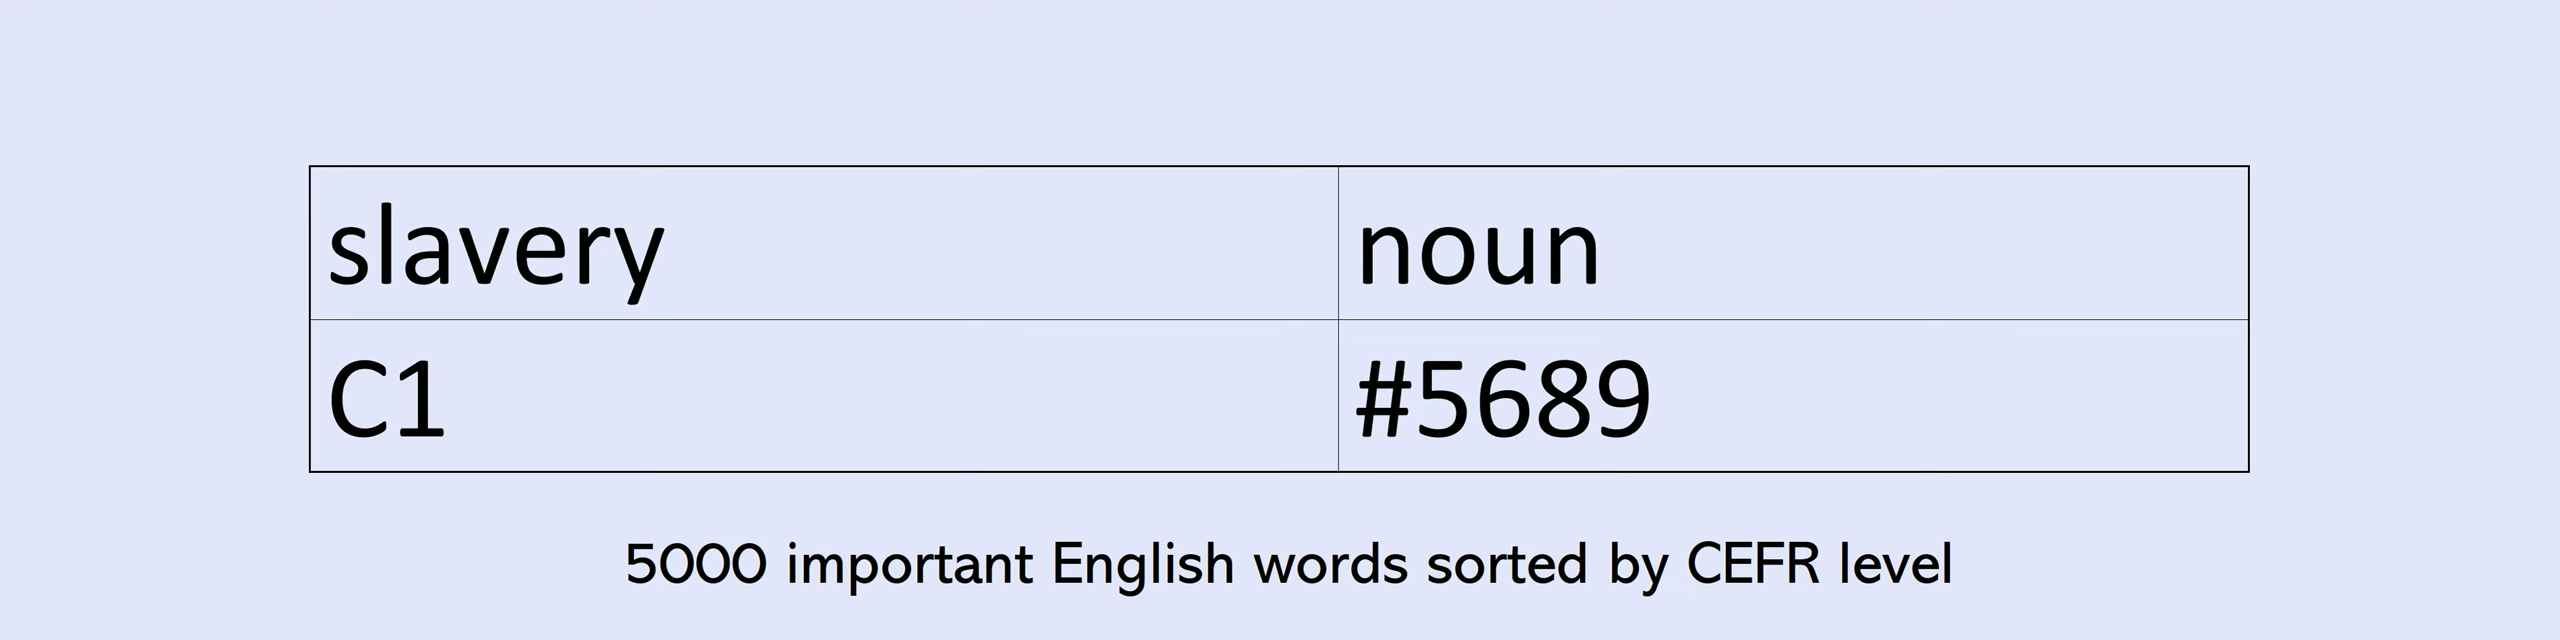 slavery noun
C1 #5689
5000 important English words sorted by CEFR level